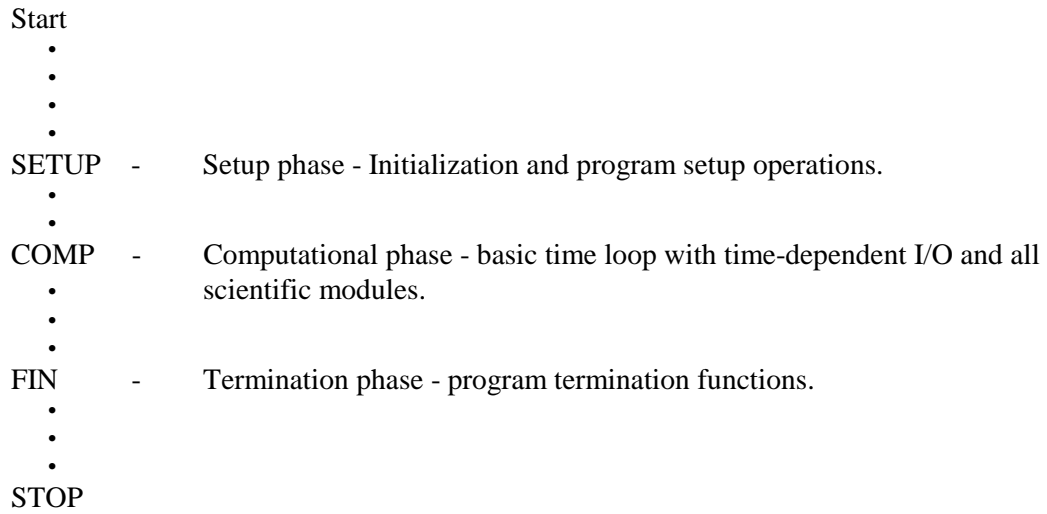 Start
•
•
•
•
SETUP - Setup phase - Initialization and program setup operations.
•
•
COMP - Computational phase - basic time loop with time-dependent I/O and all
• scientific modules.
•
•
FIN - Termination phase - program termination functions.
•
•
•
STOP